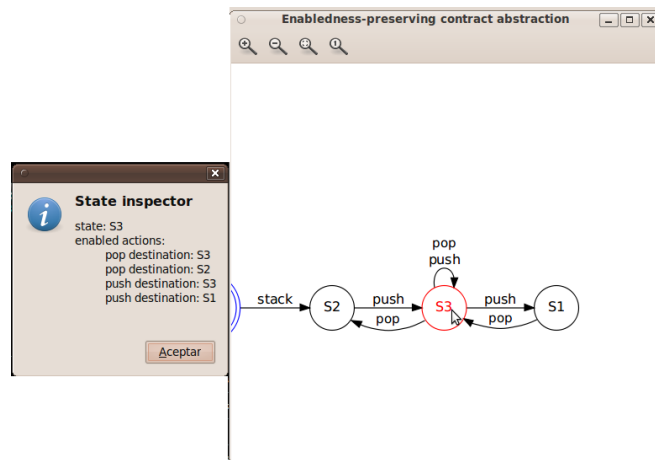 Enabledness-preserving contract abstraction
State inspector
state: S3
enabled actions:
pop destination: S3
pop destination: S2
push destination: S3
push destination: S1
Aceptar
pop
push
stack
S2
push
pop
S3
push
pop
S1